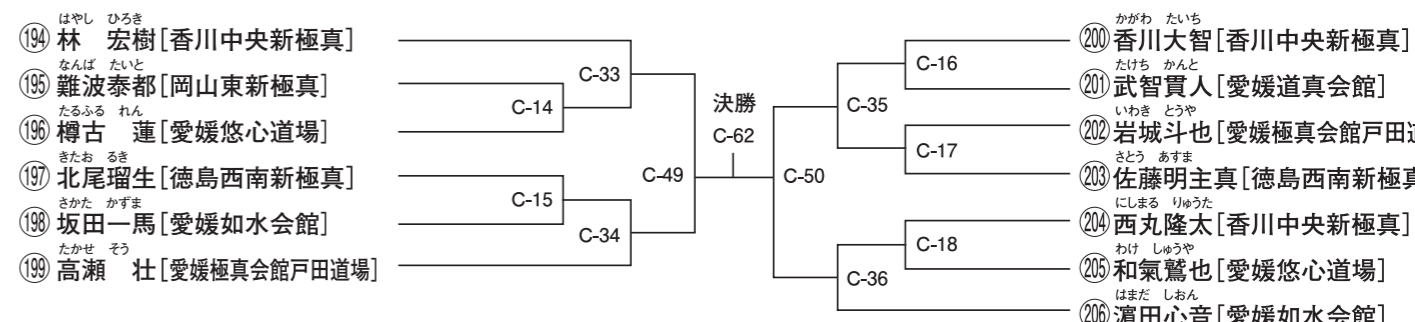 はやし ひろき
194 林 宏樹[香川中央新極真]
なんば たいと
195 難波泰都[岡山東新極真]
たるふる れん
196 樽古 蓮[愛媛悠心道場]
きたお るき
197 北尾瑠生[徳島西南新極真]
さかた かずま
198 坂田一馬[愛媛如水会館]
たかせ そう
199 高瀬 壮[愛媛極真会館戸田道場]
C-33
C-14
C-15
C-34
C-49
決勝
C-62
C-50
C-16
C-35
C-17
C-18
C-36
かがわ たいち
200 香川大智[香川中央新極真]
たけち かんと
201 武智貫人[愛媛道真会館]
いわき とうや
202 岩城斗也[愛媛極真会館戸田道
さとう あすま
203 佐藤明主真[徳島西南新極真
にしまる りゅうた
204 西丸隆太[香川中央新極真]
わけ しゅうや
205 和氣鷲也[愛媛悠心道場]
はまだ しおん
206 濵田心音[愛媛如水会館]